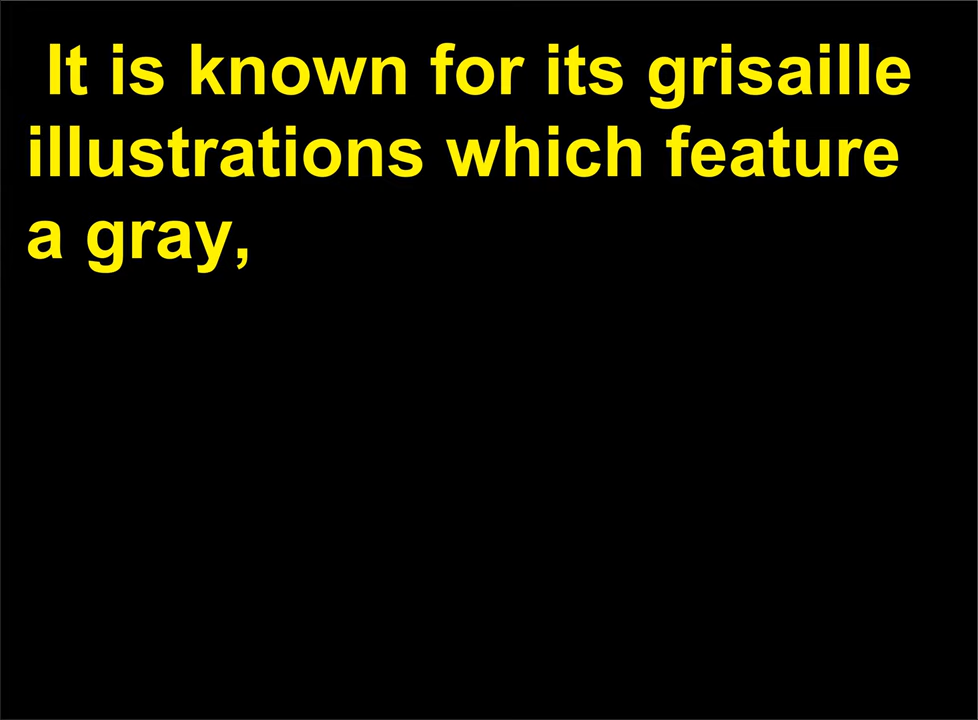 It is known for its grisaille
illustrations which feature
a gray,